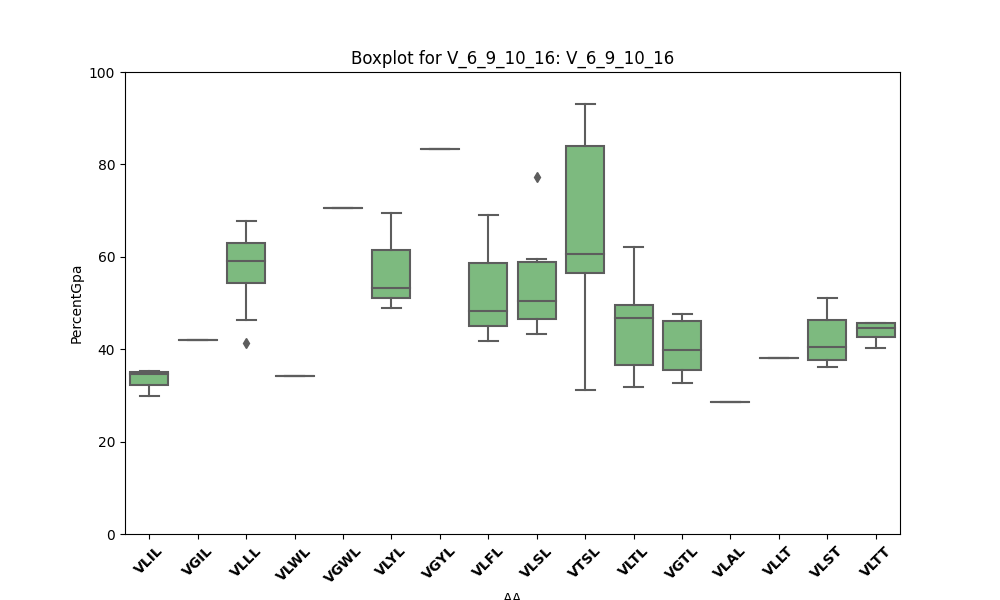 Boxplot for V_6_9_10_16: V_6_9_10_16
100
80
60
40
20
0
PercentGpa
VLIL
VGIL
VLLL
VLWL
VGWL
VLYL
VGYL
VLFL
VLSL
VTSL
VLTL
VGTL
VLAL
VLLT
VLST
VLTT
AA